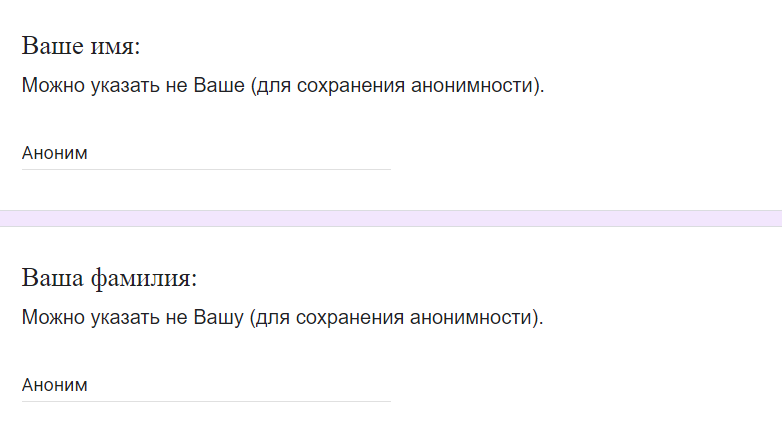 Ваше имя:
Можно указать не Ваше (для сохранения анонимности).
Аноним
Ваша фамилия:
Можно указать не Вашу (для сохранения анонимности).
Аноним